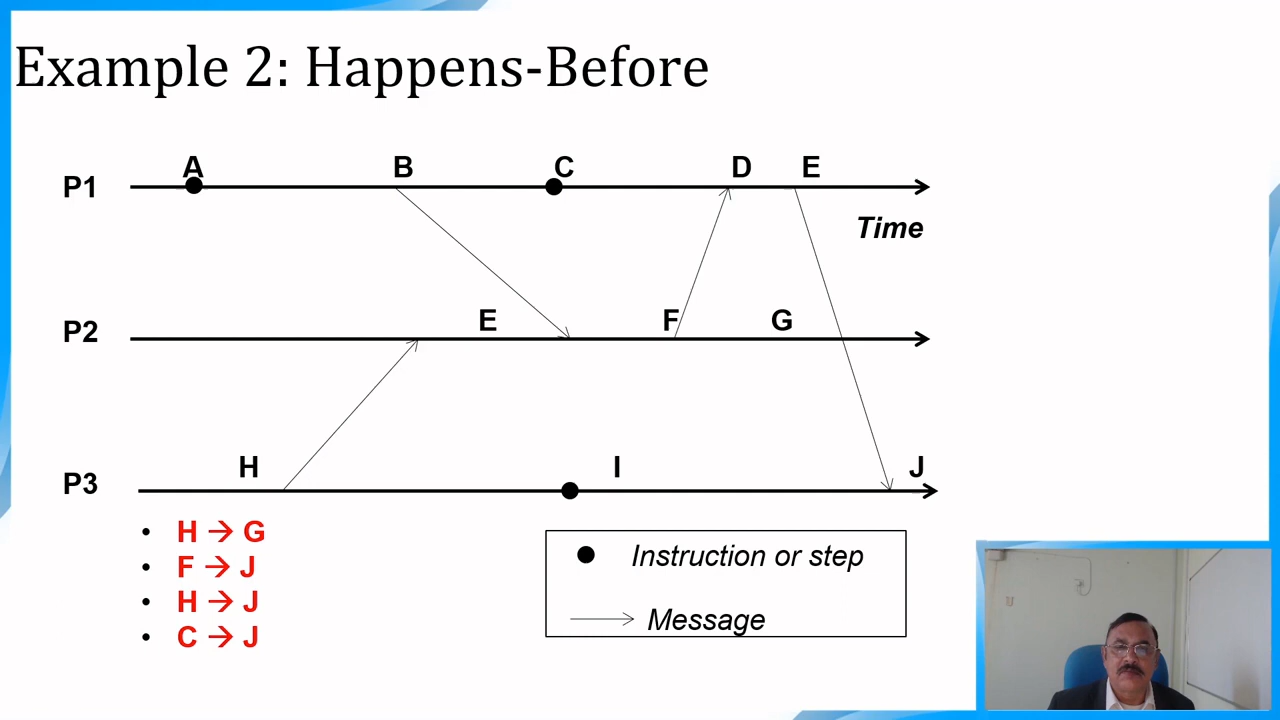 Example 2: Happens-Before
A B C D E
P1
Time
E F G
P2
H I J
P3
• H → G
• F → J
• H → J
• C → J
Instruction or step
Message